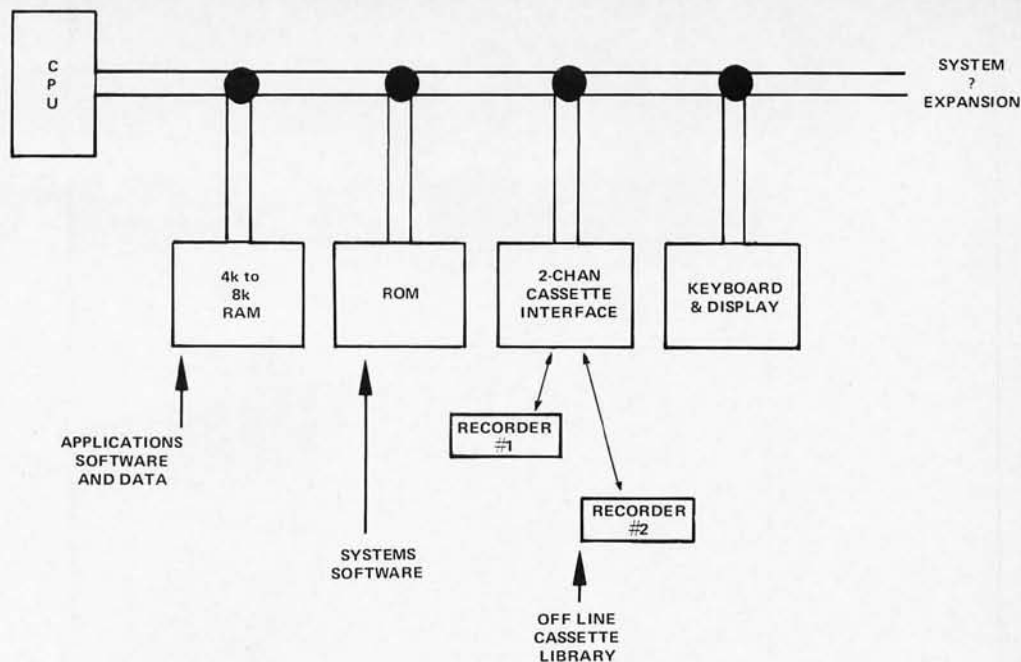 C
P
U
SYSTEM
?
EXPANSION
4k to
8k
RAM
ROM
2-CHAN
CASSETTE
INTERFACE
KEYBOARD
& DISPLAY
RECORDER
#1
APPLICATIONS
SOFTWARE
AND DATA
RECORDER
#2
SYSTEMS
SOFTWARE
OFF LINE
CASSETTE
LIBRARY